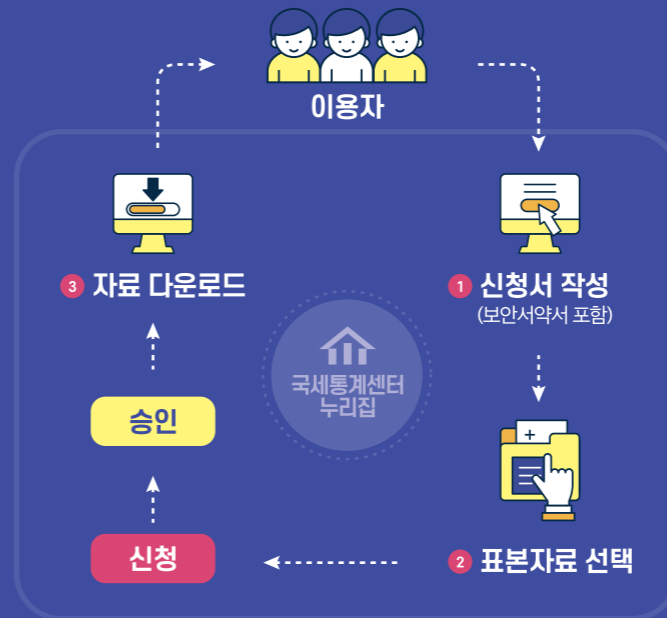 이용자
1 신청서 작성
(보안서약서 포함)
2 표본자료 선택
신청
승인
3 자료 다운로드
국세통계센터
누리집